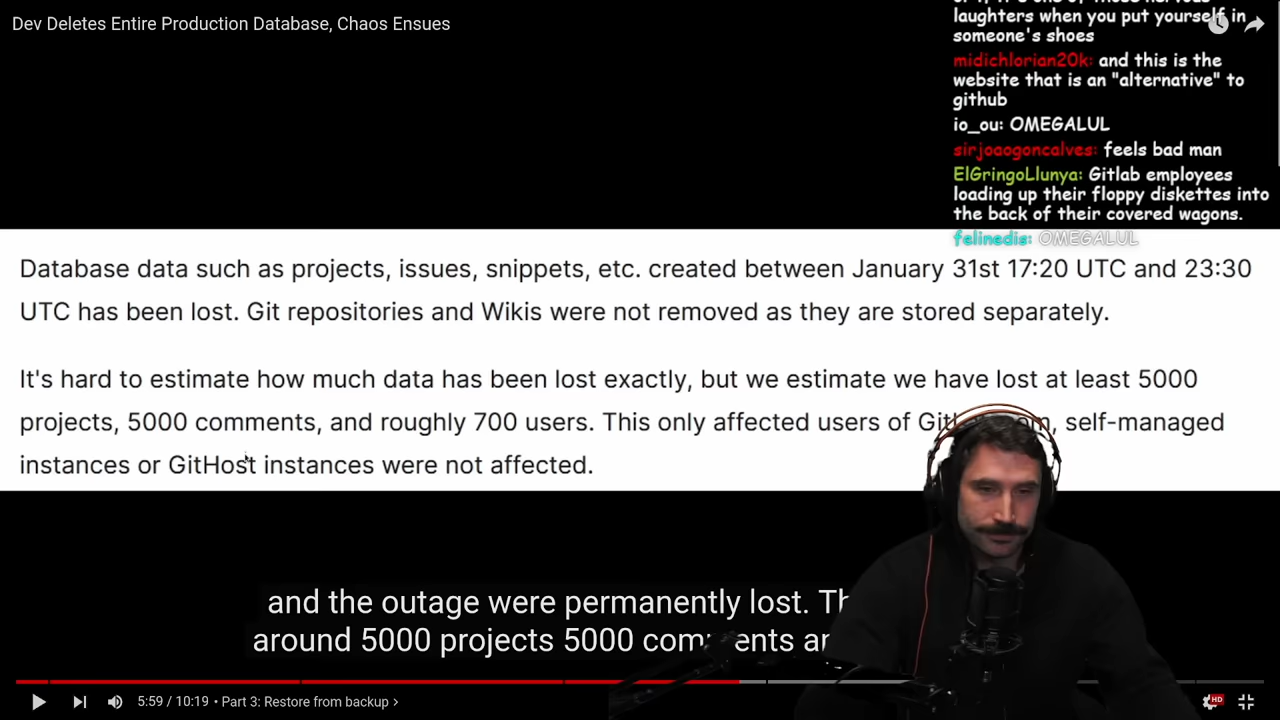 Dev Deletes Entire Production Database, Chaos Ensues
laughters when you put yourself in
someone's shoes
midichlorian20k: and this is the
website that is an "alternative" to
github
io_ou: OMEGALUL
sirjoaogoncalves: feels bad man
ElGringoLlunya: Gitlab employees
loading up their floppy diskettes into
the back of their covered wagons.
felinedis: OMEGALUL
Database data such as projects, issues, snippets, etc. created between January 31st 17:20 UTC and 23:30
UTC has been lost. Git repositories and Wikis were not removed as they are stored separately.
It's hard to estimate how much data has been lost exactly, but we estimate we have lost at least 5000
projects, 5000 comments, and roughly 700 users. This only affected users of self-managed
instances or GitHost instances were not affected.
and the outage were permanently lost.
around 5000 projects 5000
5:59 / 10:19 • Part 3: Restore from backup ›
HD